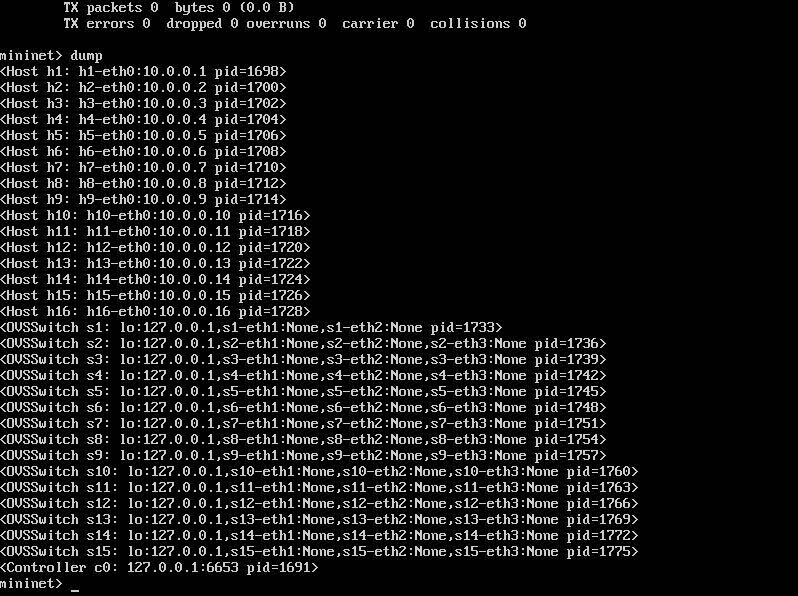 TX packets 0  bytes 0 (0.0 B)
TX errors 0  dropped 0 overruns 0  carrier 0  collisions 0
mininet> dump
<Host h1: h1-eth0:10.0.0.1 pid=1698>
<Host h2: h2-eth0:10.0.0.2 pid=1700>
<Host h3: h3-eth0:10.0.0.3 pid=1702>
<Host h4: h4-eth0:10.0.0.4 pid=1704>
<Host h5: h5-eth0:10.0.0.5 pid=1706>
<Host h6: h6-eth0:10.0.0.6 pid=1708>
<Host h7: h7-eth0:10.0.0.7 pid=1710>
<Host h8: h8-eth0:10.0.0.8 pid=1712>
<Host h9: h9-eth0:10.0.0.9 pid=1714>
<Host h10: h10-eth0:10.0.0.10 pid=1716>
<Host h11: h11-eth0:10.0.0.11 pid=1718>
<Host h12: h12-eth0:10.0.0.12 pid=1720>
<Host h13: h13-eth0:10.0.0.13 pid=1722>
<Host h14: h14-eth0:10.0.0.14 pid=1724>
<Host h15: h15-eth0:10.0.0.15 pid=1726>
<Host h16: h16-eth0:10.0.0.16 pid=1728>
<OVSSwitch s1: lo:127.0.0.1,s1-eth1:None,s1-eth2:None pid=1733>
<OVSSwitch s2: lo:127.0.0.1,s2-eth1:None,s2-eth2:None,s2-eth3:None pid=1736>
<OVSSwitch s3: lo:127.0.0.1,s3-eth1:None,s3-eth2:None,s3-eth3:None pid=1739>
<OVSSwitch s4: lo:127.0.0.1,s4-eth1:None,s4-eth2:None,s4-eth3:None pid=1742>
<OVSSwitch s5: lo:127.0.0.1,s5-eth1:None,s5-eth2:None,s5-eth3:None pid=1745>
<OVSSwitch s6: lo:127.0.0.1,s6-eth1:None,s6-eth2:None,s6-eth3:None pid=1748>
<OVSSwitch s7: lo:127.0.0.1,s7-eth1:None,s7-eth2:None,s7-eth3:None pid=1751>
<OVSSwitch s8: lo:127.0.0.1,s8-eth1:None,s8-eth2:None,s8-eth3:None pid=1754>
<OVSSwitch s9: lo:127.0.0.1,s9-eth1:None,s9-eth2:None,s9-eth3:None pid=1757>
<OVSSwitch s10: lo:127.0.0.1,s10-eth1:None,s10-eth2:None,s10-eth3:None pid=1760>
<OVSSwitch s11: lo:127.0.0.1,s11-eth1:None,s11-eth2:None,s11-eth3:None pid=1763>
<OVSSwitch s12: lo:127.0.0.1,s12-eth1:None,s12-eth2:None,s12-eth3:None pid=1766>
<OVSSwitch s13: lo:127.0.0.1,s13-eth1:None,s13-eth2:None,s13-eth3:None pid=1769>
<OVSSwitch s14: lo:127.0.0.1,s14-eth1:None,s14-eth2:None,s14-eth3:None pid=1772>
<OVSSwitch s15: lo:127.0.0.1,s15-eth1:None,s15-eth2:None,s15-eth3:None pid=1775>
<Controller c0: 127.0.0.1:6653 pid=1691>
mininet> _